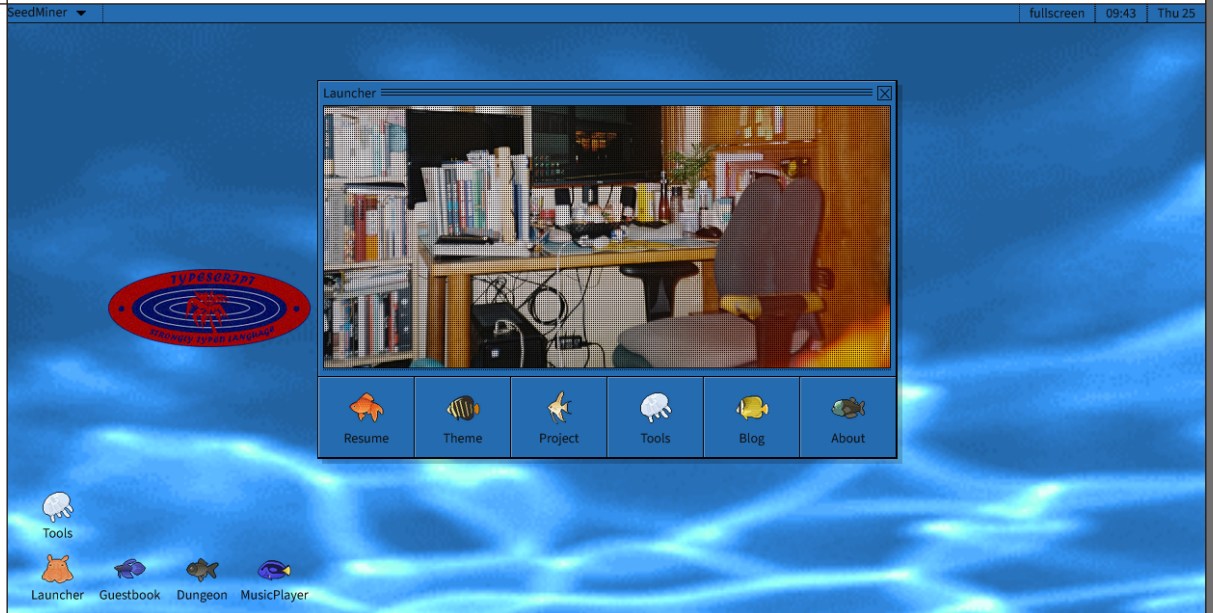 SeedMiner
fullscreen 09:43 Thu 25
Launcher
TYPESCRIPT
STRONGLY TYPED LANGUAGE
Resume Theme Project Tools Blog About
Tools
Launcher Guestbook Dungeon MusicPlayer